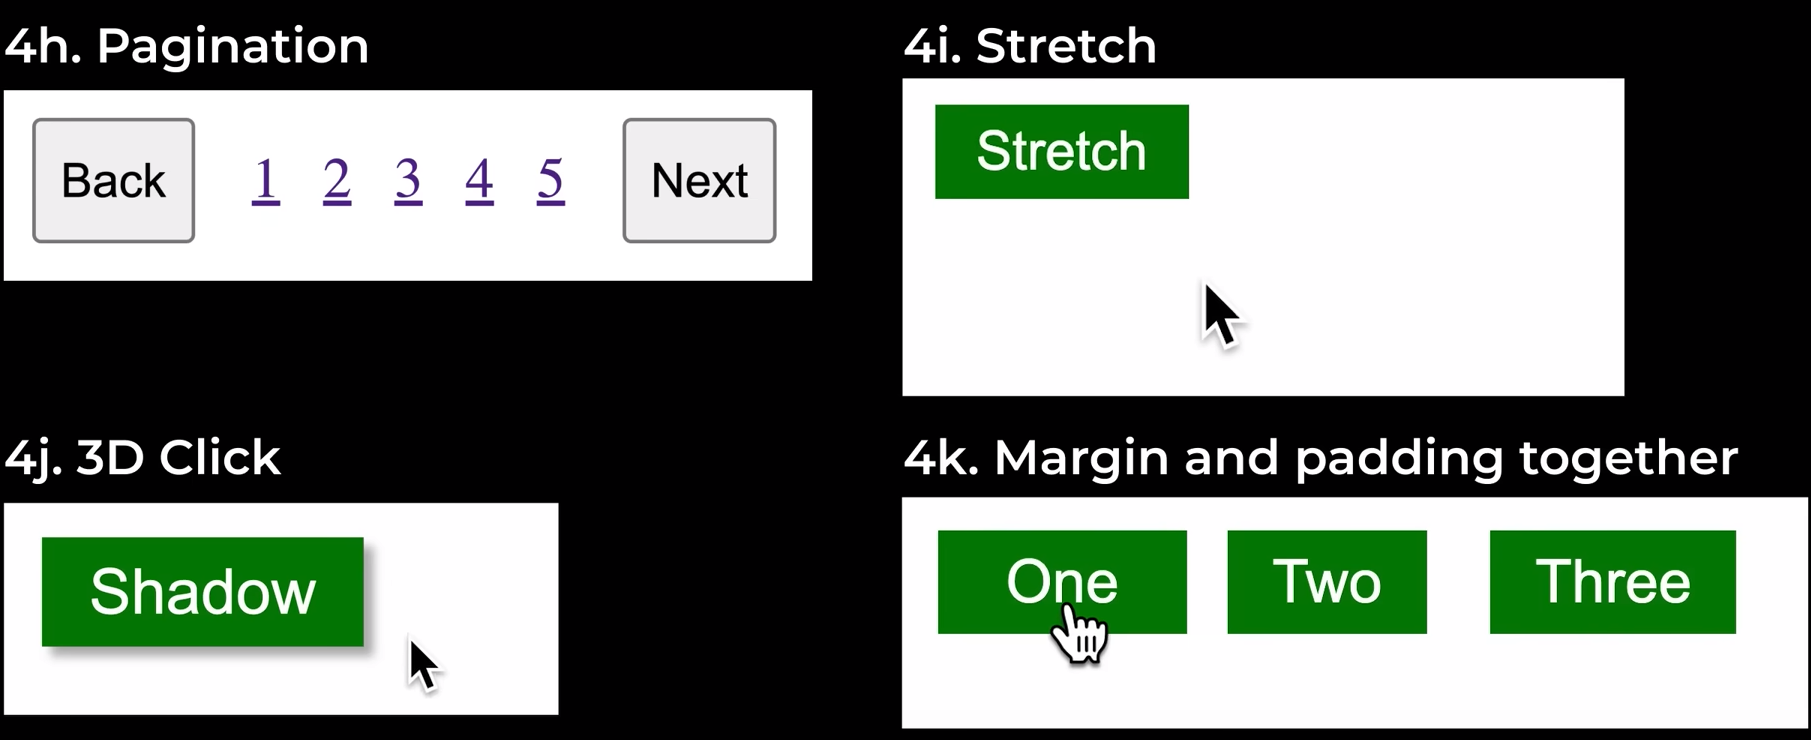 4h. Pagination
Back 1 2 3 4 5 Next
4i. Stretch
Stretch
4j. 3D Click
Shadow
4k. Margin and padding together
One Two Three